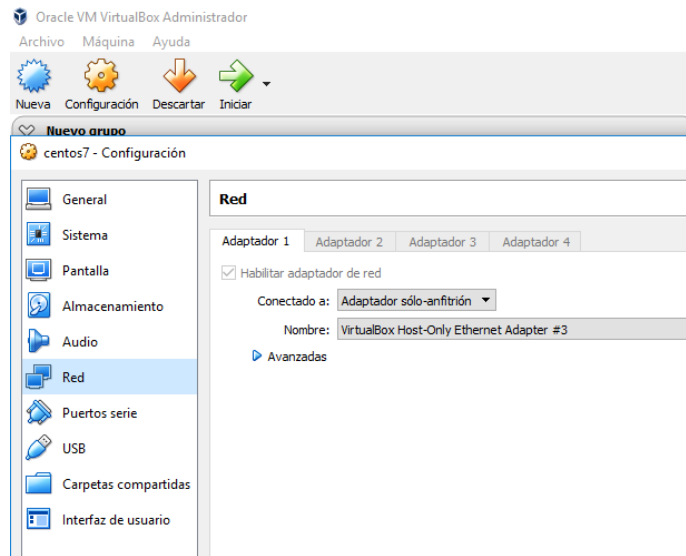 Oracle VM VirtualBox Administrador
Archivo Máquina Ayuda
Nueva Configuración Descartar Iniciar
Nuevo grupo
centos7 - Configuración
General
Sistema
Pantalla
Almacenamiento
Audio
Red
Puertos serie
USB
Carpetas compartidas
Interfaz de usuario
Red
Adaptador 1 Adaptador 2 Adaptador 3 Adaptador 4
Habilitar adaptador de red
Conectado a: Adaptador sólo-anfitrión
Nombre: VirtualBox Host-Only Ethernet Adapter #3
Avanzadas